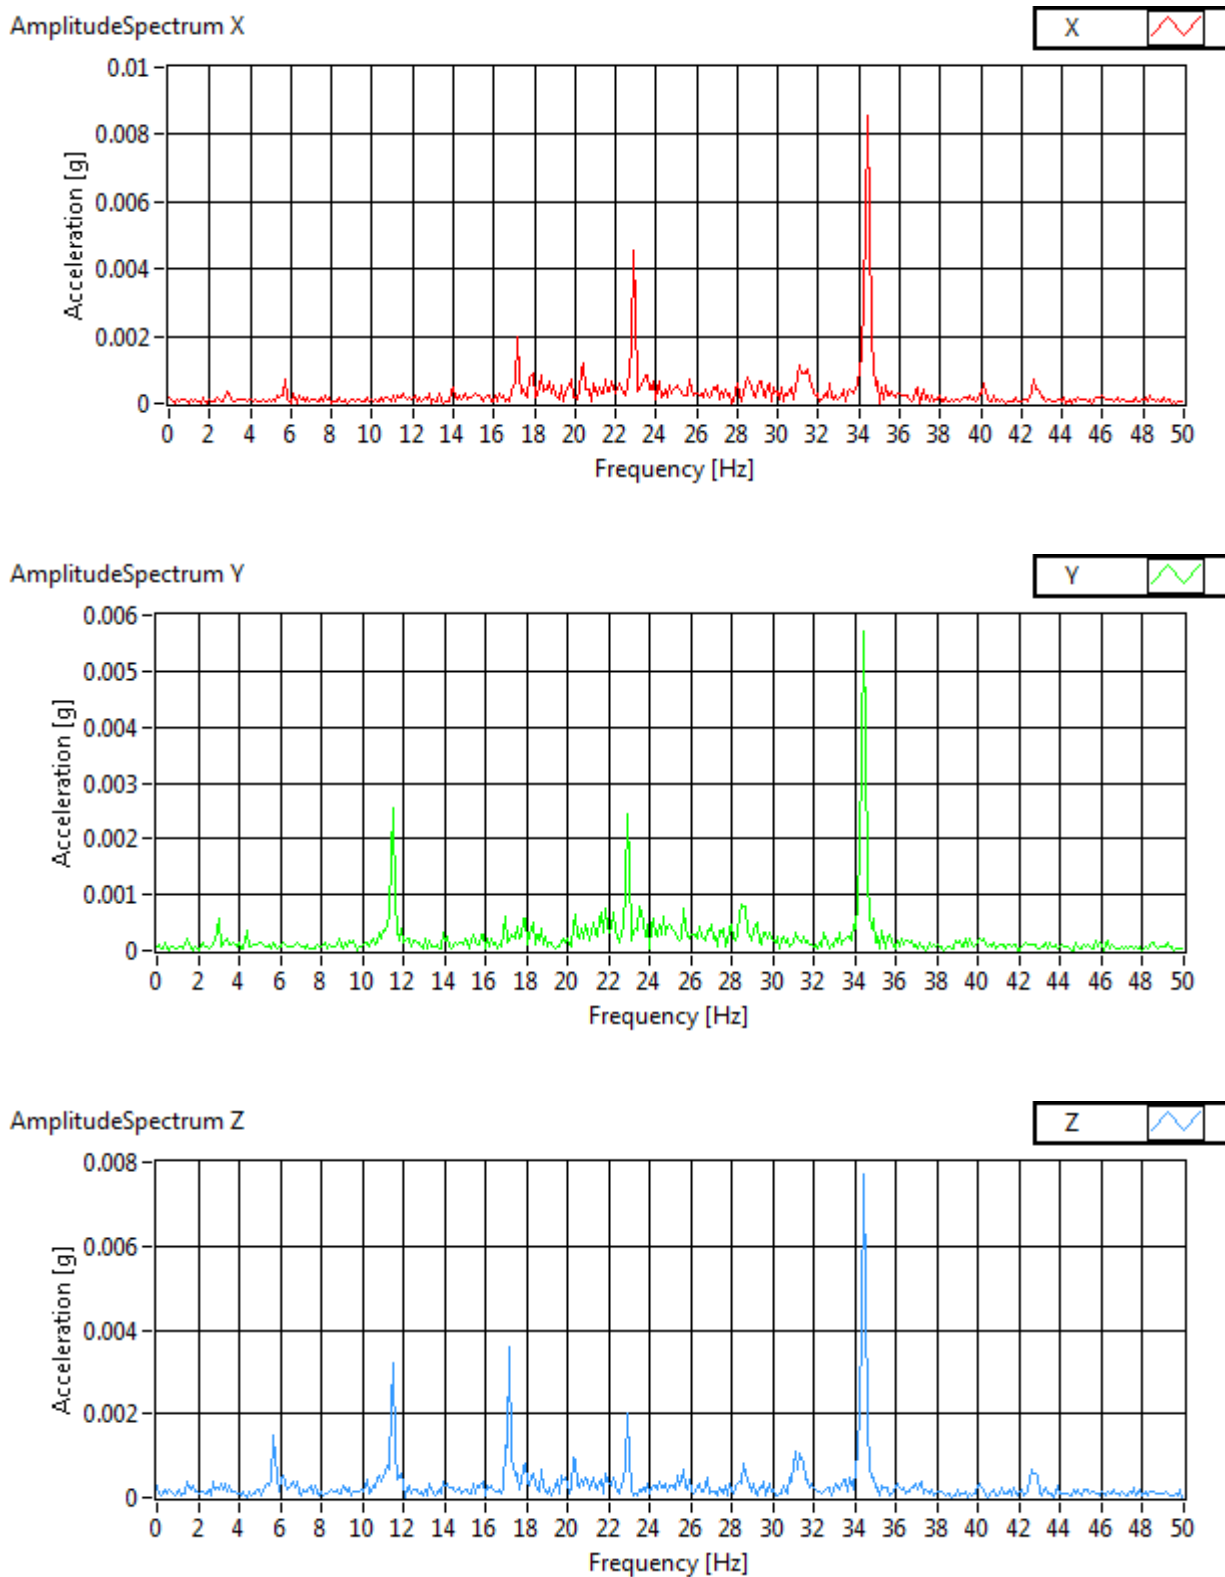 AmplitudeSpectrum X
X
0.01
0.008
0.006
0.004
0.002
0
Acceleration [g]
0 2 4 6 8 10 12 14 16 18 20 22 24 26 28 30 32 34 36 38 40 42 44 46 48 50
Frequency [Hz]
AmplitudeSpectrum Y
Y
0.006
0.005
0.004
0.003
0.002
0.001
0
Acceleration [g]
0 2 4 6 8 10 12 14 16 18 20 22 24 26 28 30 32 34 36 38 40 42 44 46 48 50
Frequency [Hz]
AmplitudeSpectrum Z
Z
0.008
0.006
0.004
0.002
0
Acceleration [g]
0 2 4 6 8 10 12 14 16 18 20 22 24 26 28 30 32 34 36 38 40 42 44 46 48 50
Frequency [Hz]